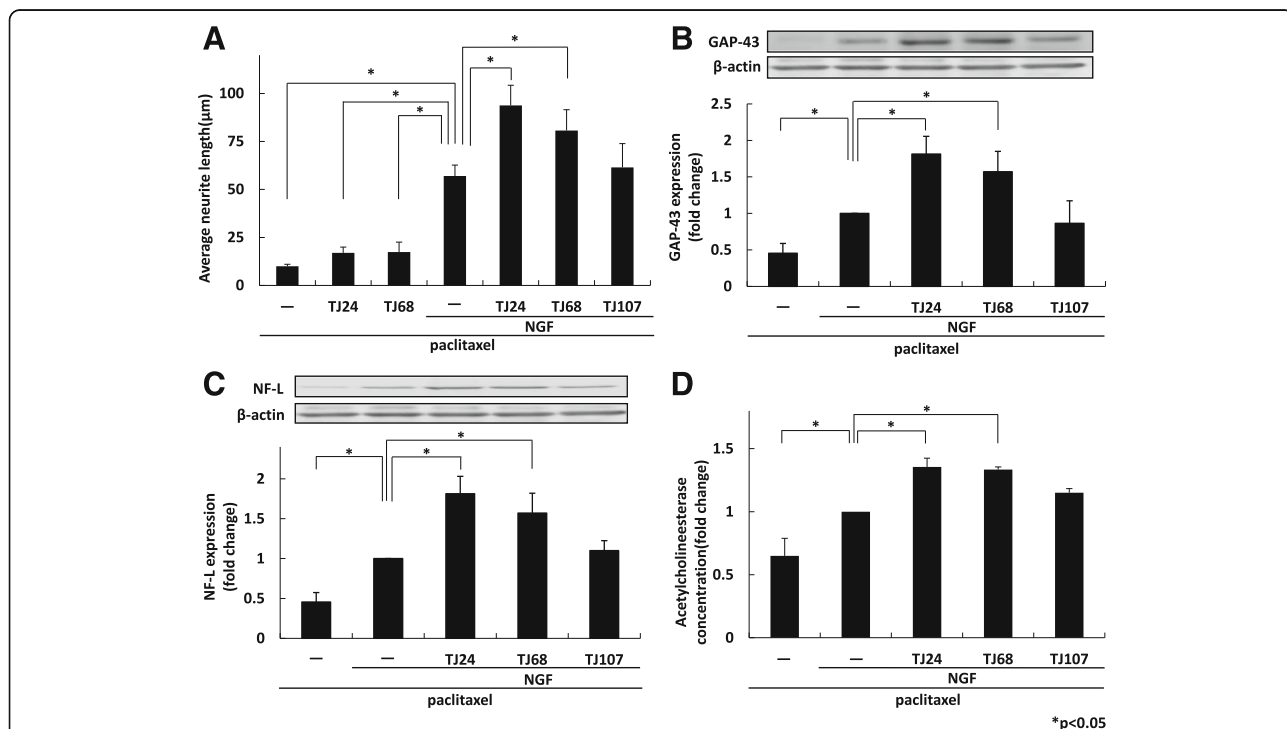 A
*
*
*
*
*
Average neurite length(μm)
100
75
50
25
0
— TJ24 TJ68 — TJ24 TJ68 TJ107
NGF
paclitaxel
B
GAP-43
β-actin
*
*
*
GAP-43 expression
(fold change)
2.5
2
1.5
1
0.5
0
— — TJ24 TJ68 TJ107
NGF
paclitaxel
C
NF-L
β-actin
*
*
*
NF-L expression
(fold change)
2
1.5
1
0.5
0
— — TJ24 TJ68 TJ107
NGF
paclitaxel
D
*
*
*
Acetylcholineesterase
concentration(fold change)
1.5
1
0.5
0
— — TJ24 TJ68 TJ107
NGF
paclitaxel
*p<0.05